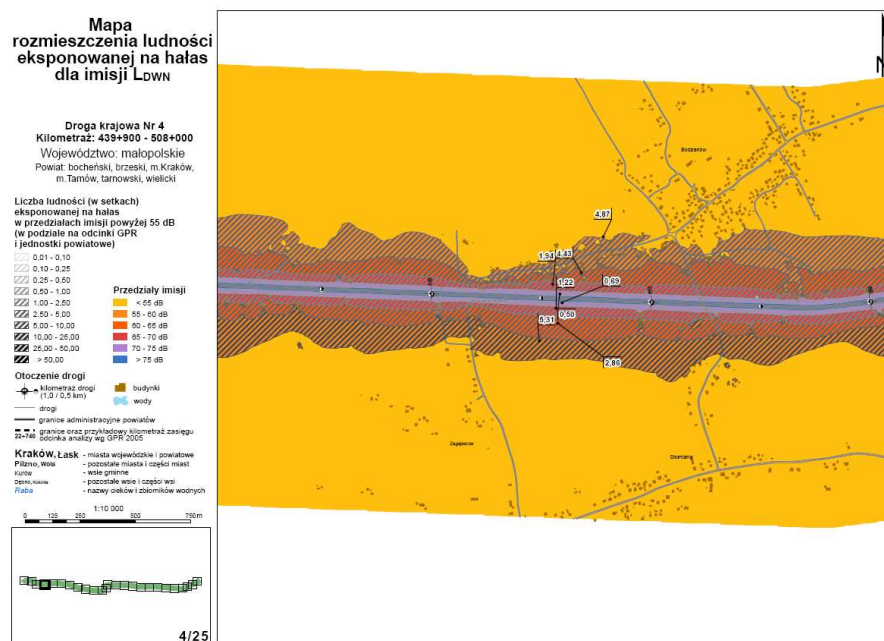 Mapa
rozmieszczenia ludności
eksponowanej na hałas
dla imisji LDWN
Droga krajowa Nr 4
Kilometraż: 439+900 - 508+000
Województwo: małopolskie
Powiat: bocheński, brzeski, m.Kraków,
m.Tarnów, tarnowski, wielicki
Liczba ludności (w setkach)
eksponowanej na hałas
w przedziałach imisji powyżej 55 dB
(w podziale na odcinki GPR
i jednostki powiatowe)
0,01 - 0,10
0,10 - 0,25
0,25 - 0,50
0,50 - 1,00
1,00 - 2,50
2,50 - 5,00
5,00 - 10,00
10,00 - 25,00
25,00 - 50,00
> 50,00
Przedziały imisji
< 55 dB
55 - 60 dB
60 - 65 dB
65 - 70 dB
70 - 75 dB
> 75 dB
Otoczenie drogi
kilometraż drogi
(1,0 / 0,5 km)
budynki
wody
drogi
granice administracyjne powiatów
22+740
granice oraz przykładowy kilometraż zasięgu
odcinka analizy wg GPR 2005
Kraków, Łask - miasta wojewódzkie i powiatowe
Pilzno, Wola - pozostałe miasta i części miast
Kurów - wsie gminne
- pozostałe wsie i części wsi
Raba - nazwy cieków i zbiorników wodnych
1:10 000
0 125 250 500 750 m
4/25
N
Bodzanów
4,87
1,94 4,43
1,22
0,09
5,31
0,50
2,86